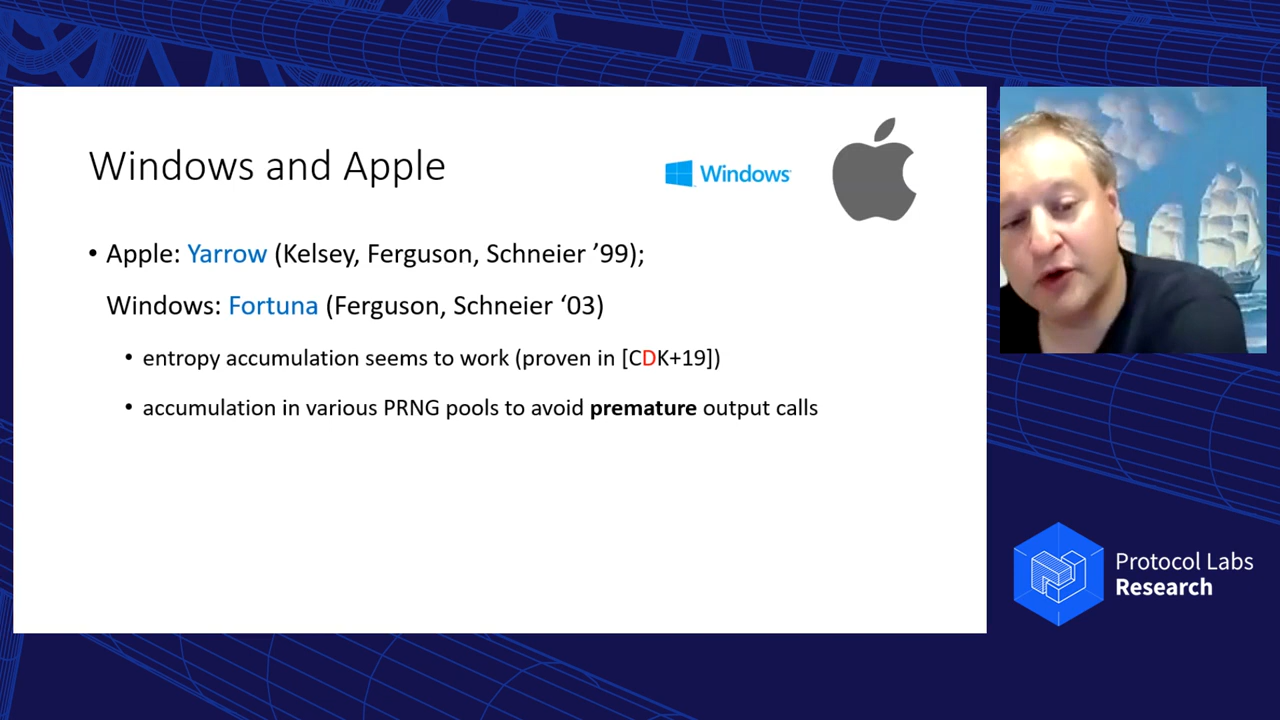 Windows and Apple
Windows
• Apple: Yarrow (Kelsey, Ferguson, Schneier ’99);
Windows: Fortuna (Ferguson, Schneier ‘03)
• entropy accumulation seems to work (proven in [CDK+19])
• accumulation in various PRNG pools to avoid premature output calls
Protocol Labs
Research